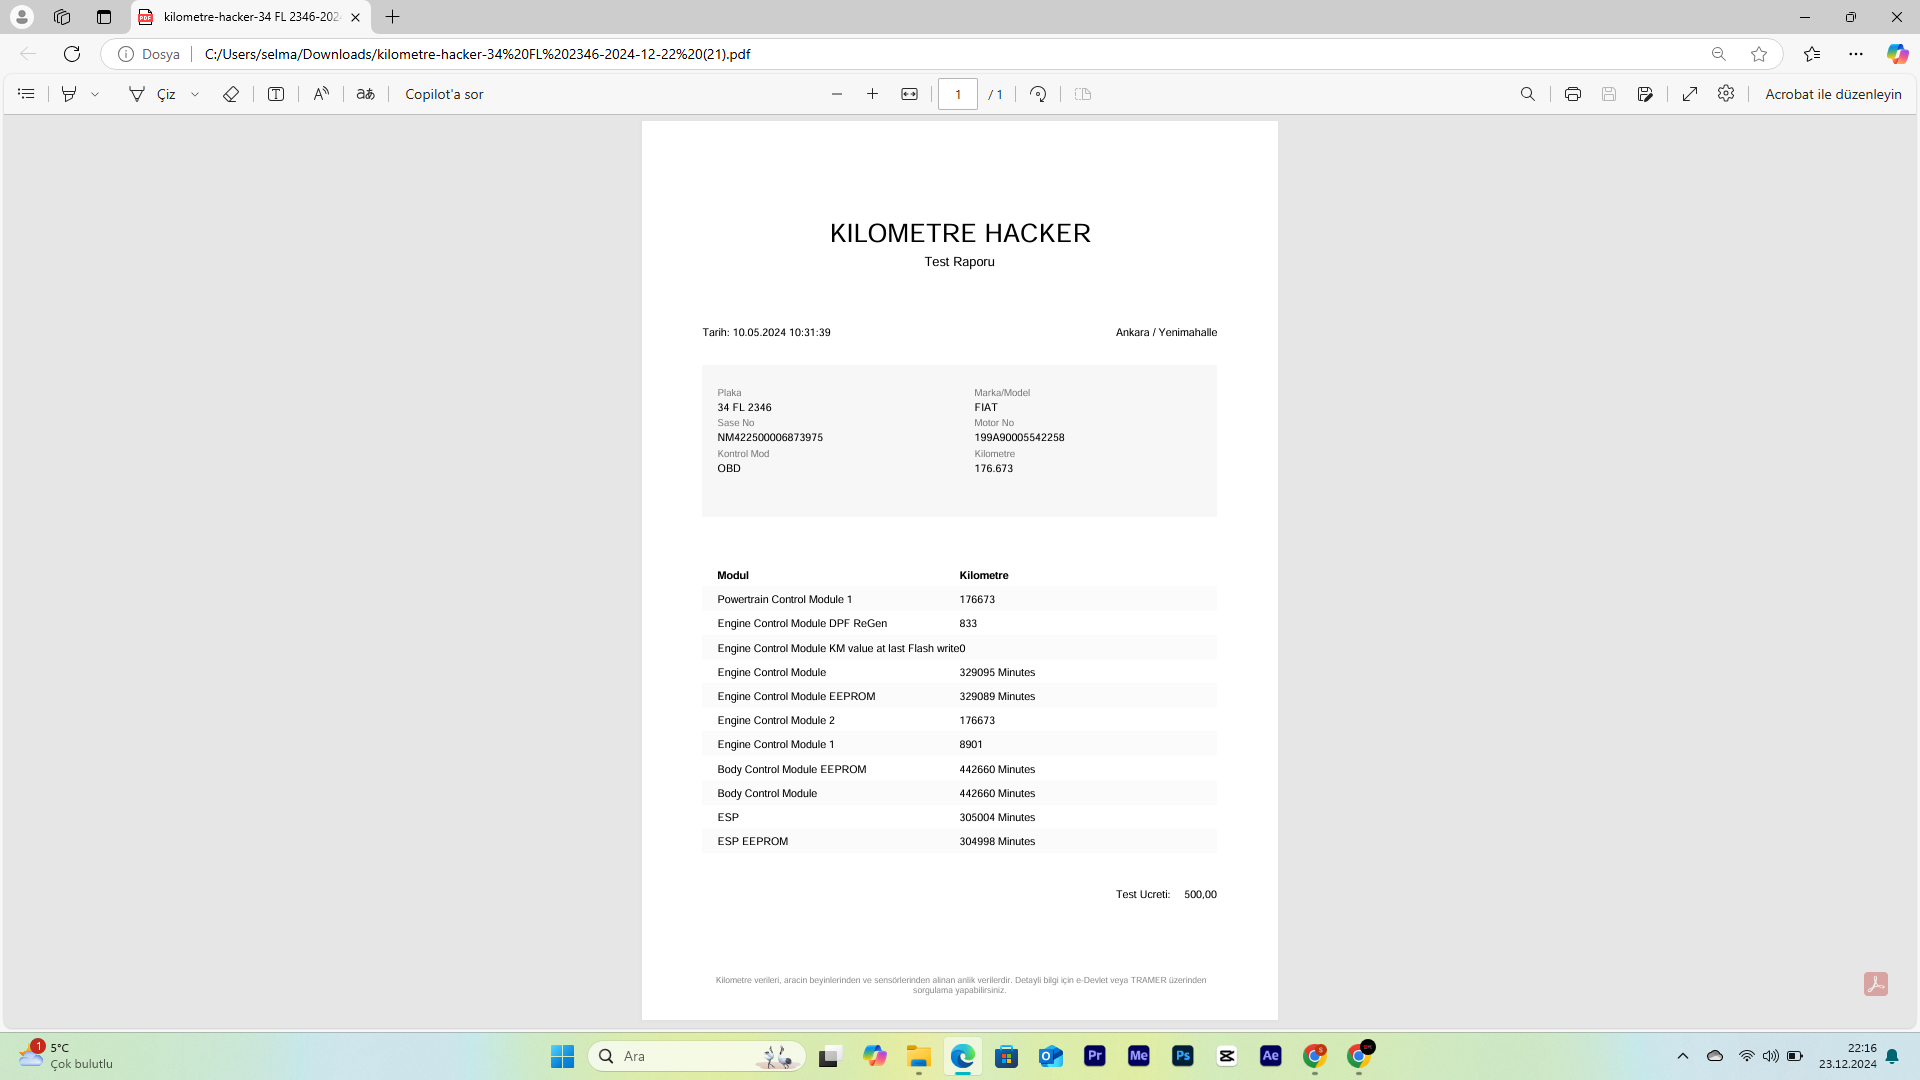 kilometre-hacker-34 FL 2346-202
Dosya
C:/Users/selma/Downloads/kilometre-hacker-34%20FL%202346-2024-12-22%20(21).pdf
Çiz
Copilot'a sor
1 / 1
Acrobat ile düzenleyin
KILOMETRE HACKER
Test Raporu
Tarih: 10.05.2024 10:31:39
Ankara / Yenimahalle
Plaka
34 FL 2346
Sase No
NM422500006873975
Kontrol Mod
OBD
Marka/Model
FIAT
Motor No
199A90005542258
Kilometre
176.673
Modul Kilometre
Powertrain Control Module 1 176673
Engine Control Module DPF ReGen 833
Engine Control Module KM value at last Flash write0
Engine Control Module 329095 Minutes
Engine Control Module EEPROM 329089 Minutes
Engine Control Module 2 176673
Engine Control Module 1 8901
Body Control Module EEPROM 442660 Minutes
Body Control Module 442660 Minutes
ESP 305004 Minutes
ESP EEPROM 304998 Minutes
Test Ucreti: 500,00
Kilometre verileri, aracin beyinlerinden ve sensörlerinden alinan anlik verilerdir. Detayli bilgi için e-Devlet veya TRAMER üzerinden
sorgulama yapabilirsiniz.
1
5°C
Çok bulutlu
Ara
Pr
Me
Ps
Ae
22:16
23.12.2024